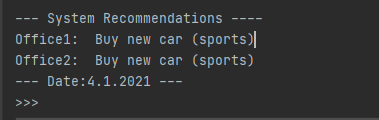 --- System Recommendations ----
Office1:  Buy new car (sports)
Office2:  Buy new car (sports)
--- Date:4.1.2021 ---
>>>